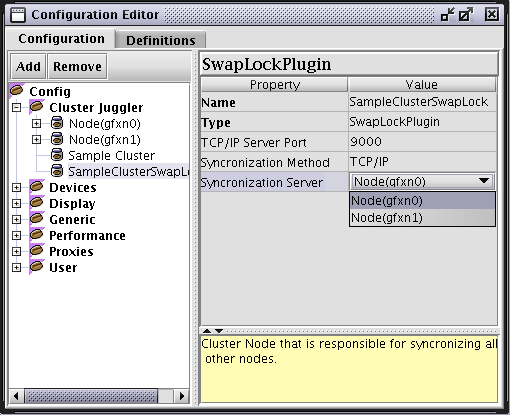 Configuration Editor
Configuration
Definitions
Add
Remove
Config
Cluster Juggler
Node(gfxn0)
Node(gfxn1)
Sample Cluster
SampleClusterSwapLo
Devices
Display
Generic
Performance
Proxies
User
SwapLockPlugin
Property Value
Name SampleClusterSwapLock
Type SwapLockPlugin
TCP/IP Server Port 9000
Syncronization Method TCP/IP
Syncronization Server Node(gfxn0)
Node(gfxn0)
Node(gfxn1)
Cluster Node that is responsible for syncronizing all
other nodes.